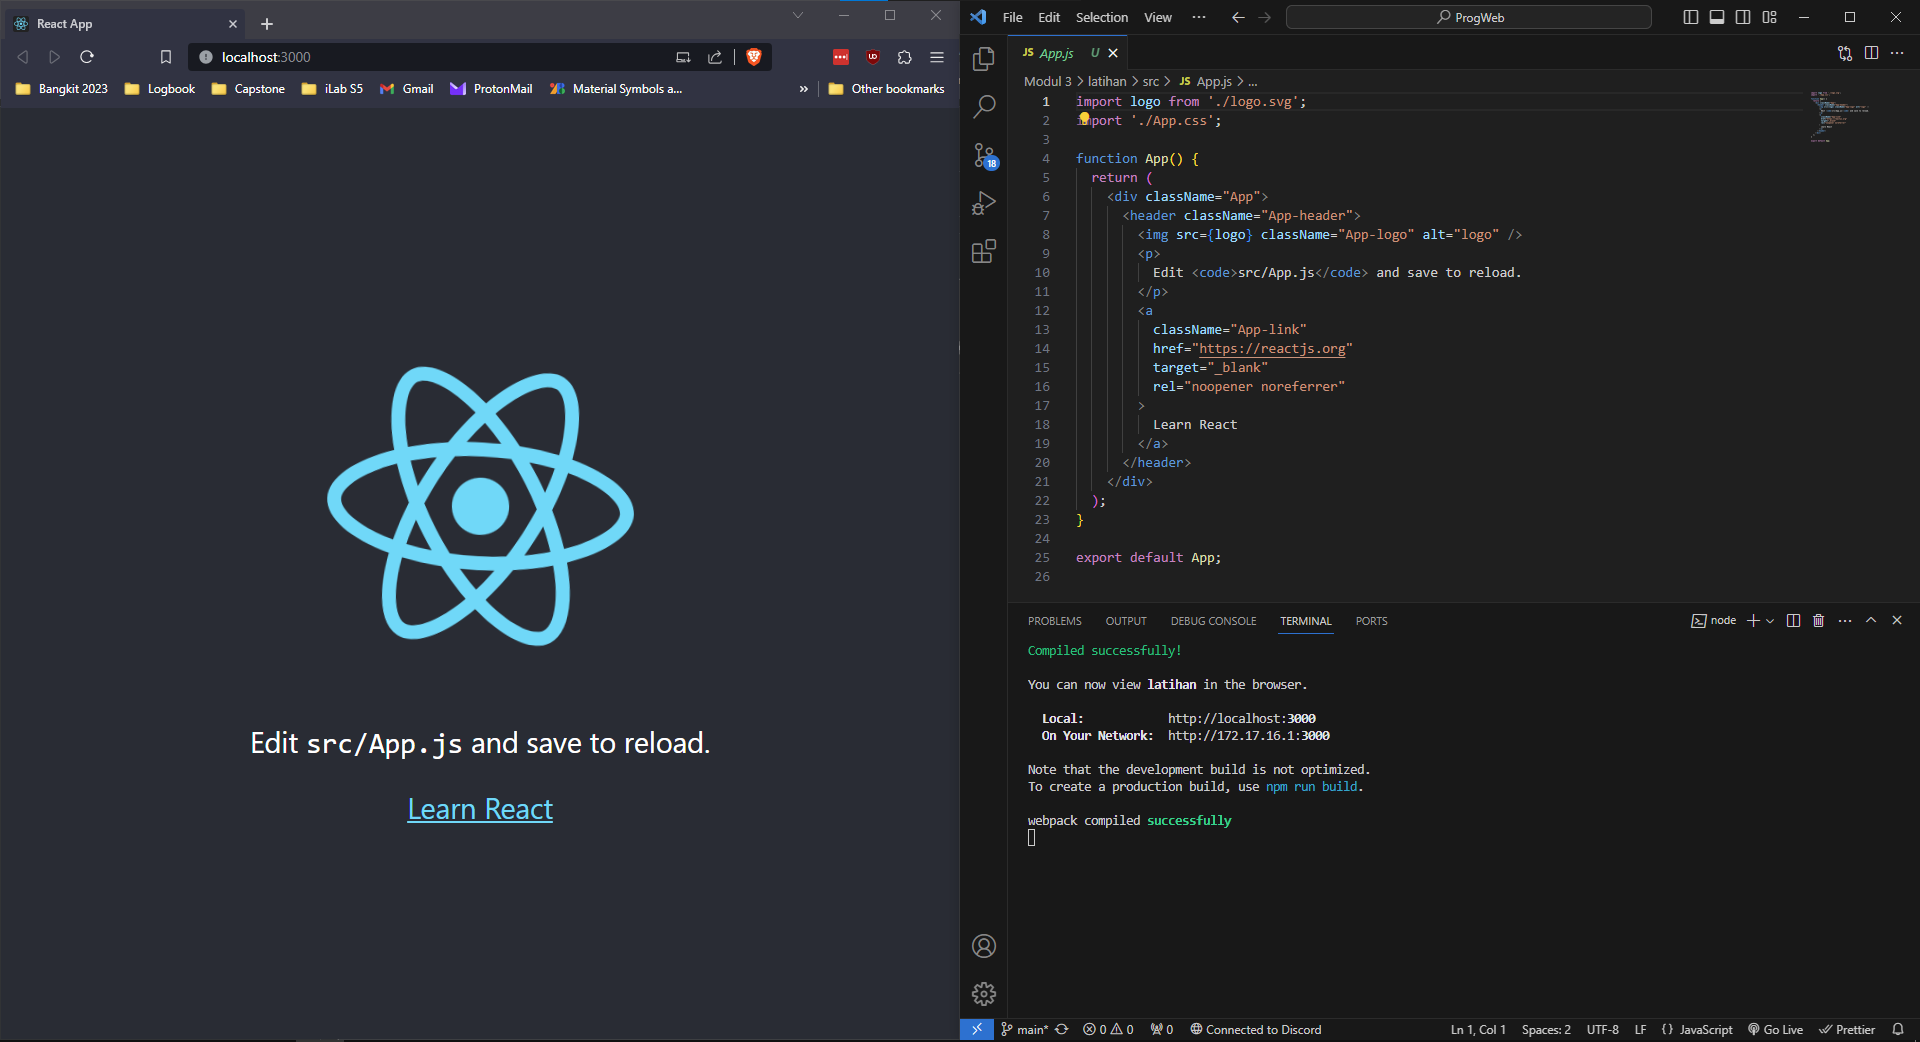 React App
localhost:3000
Bangkit 2023
Logbook
Capstone
iLab S5
Gmail
ProtonMail
Material Symbols a...
»
Other bookmarks
Edit src/App.js and save to reload.
Learn React
File Edit Selection View ...
ProgWeb
JS App.js U
Modul 3 > latihan > src > JS App.js > ...
1 import logo from './logo.svg';
2 import './App.css';
3
4 function App() {
5 return (
6 <div className="App">
7 <header className="App-header">
8 <img src={logo} className="App-logo" alt="logo" />
9 <p>
10 Edit <code>src/App.js</code> and save to reload.
11 </p>
12 <a
13 className="App-link"
14 href="https://reactjs.org"
15 target="_blank"
16 rel="noopener noreferrer"
17 >
18 Learn React
19 </a>
20 </header>
21 </div>
22 );
23 }
24
25 export default App;
26
18
PROBLEMS OUTPUT DEBUG CONSOLE TERMINAL PORTS
node
Compiled successfully!
You can now view latihan in the browser.
Local: http://localhost:3000
On Your Network: http://172.17.16.1:3000
Note that the development build is not optimized.
To create a production build, use npm run build.
webpack compiled successfully
main* 0 0 0 Connected to Discord
Ln 1, Col 1 Spaces: 2 UTF-8 LF {} JavaScript Go Live Prettier